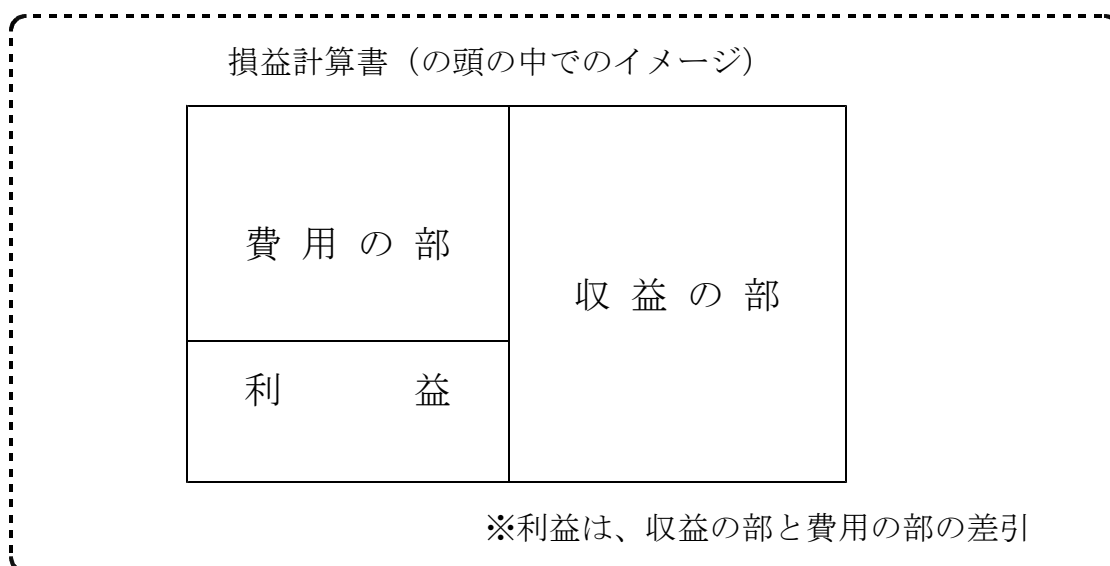 損益計算書（の頭の中でのイメージ）
費用の部
収益の部
利益
※利益は、収益の部と費用の部の差引